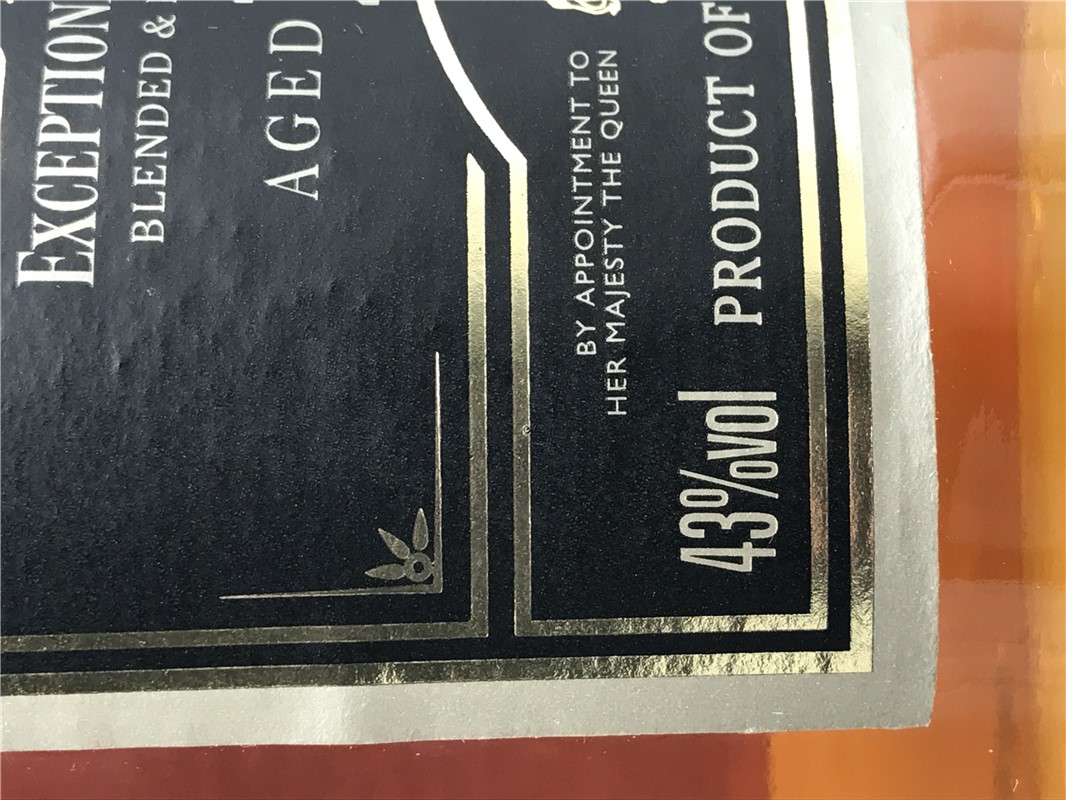 EXCEPTION
BLENDED &
AGED
BY APPOINTMENT TO
HER MAJESTY THE QUEEN
43%vol PRODUCT OF